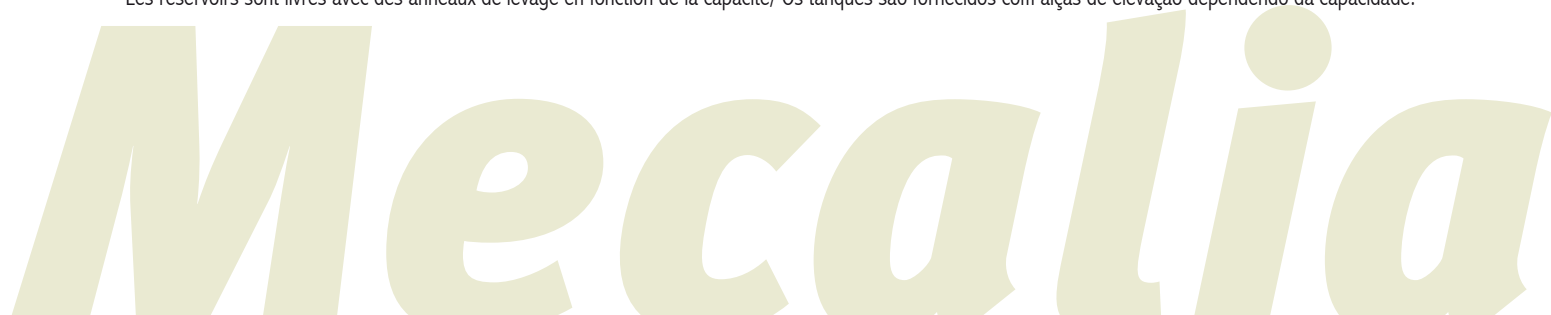 Les réservoirs sont livrés avec des anneaux de levage en fonction de la capacité/ Os tanques são fornecidos com alças de elevação dependendo da capacidade.
Mecalia